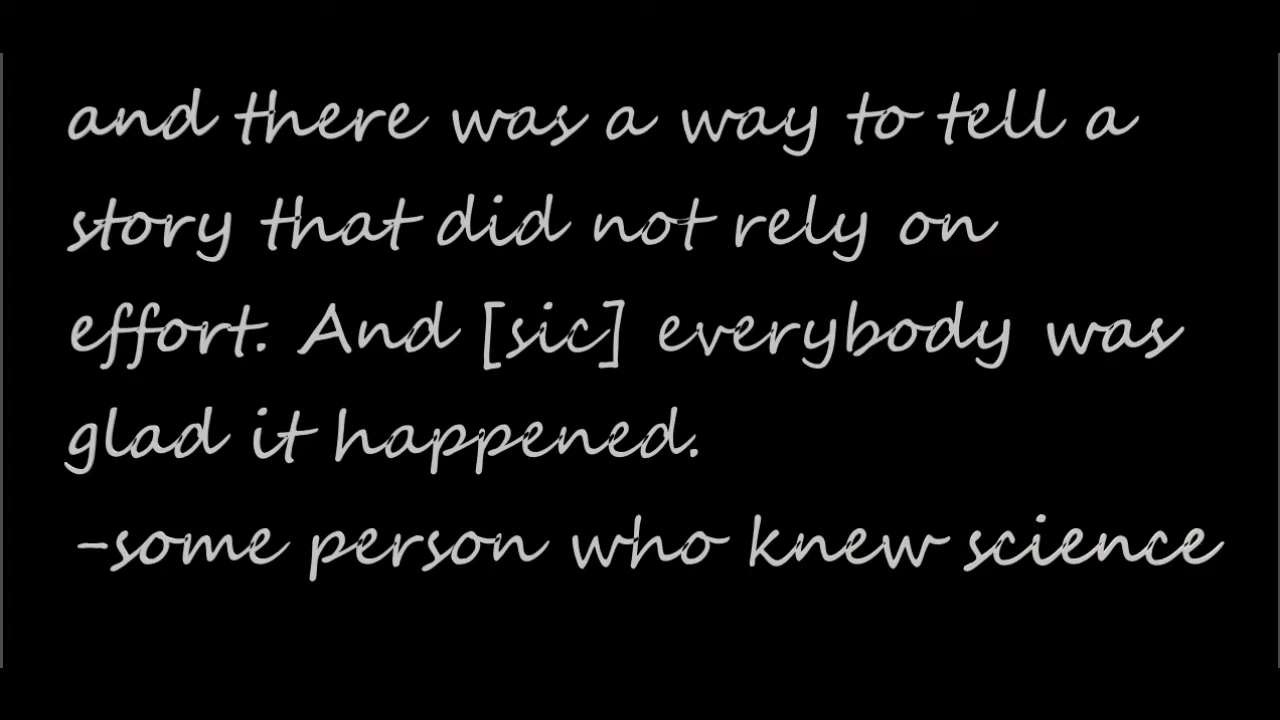 and there was a way to tell a
story that did not rely on
effort. And [sic] everybody was
glad it happened.
-some person who knew science